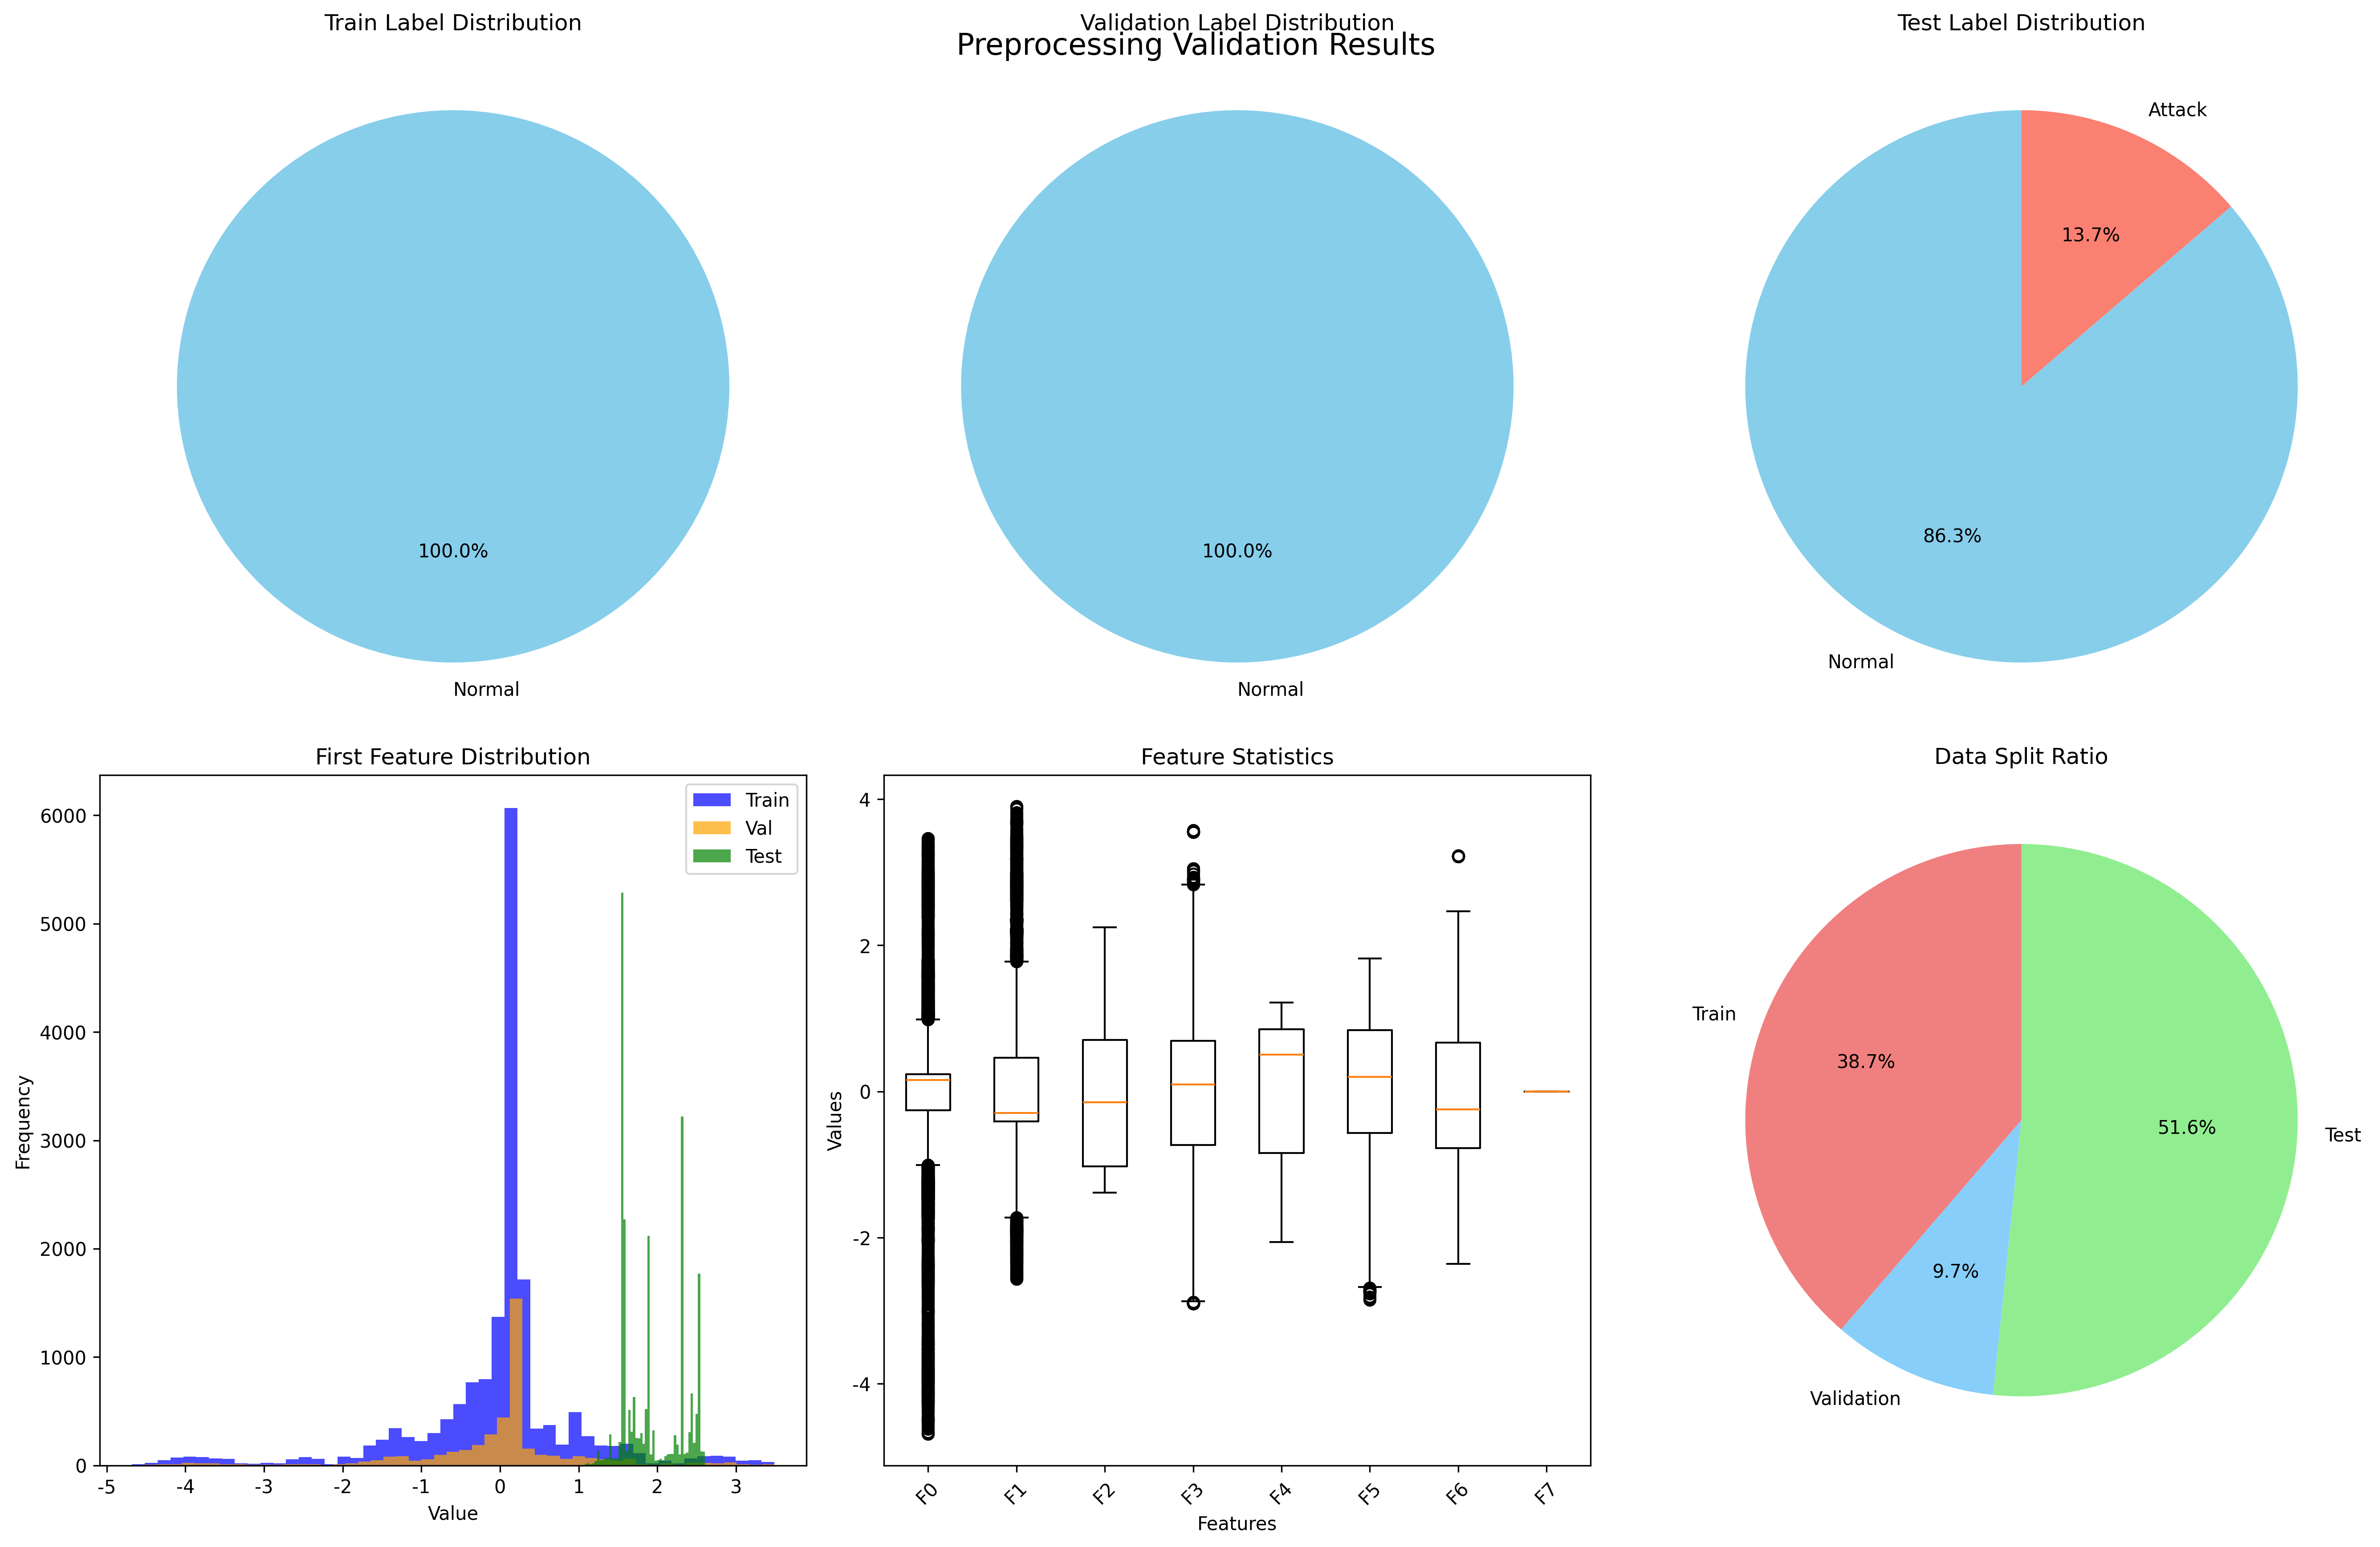 Train Label Distribution
Validation Label Distribution
Test Label Distribution
Preprocessing Validation Results
100.0%
Normal
100.0%
Normal
Attack
13.7%
86.3%
Normal
First Feature Distribution
Train
Val
Test
6000
5000
4000
3000
2000
1000
0
Frequency
-5
-4
-3
-2
-1
0
1
2
3
Value
Feature Statistics
4
2
0
-2
-4
Values
F0
F1
F2
F3
F4
F5
F6
F7
Features
Data Split Ratio
Train
38.7%
51.6%
Test
9.7%
Validation